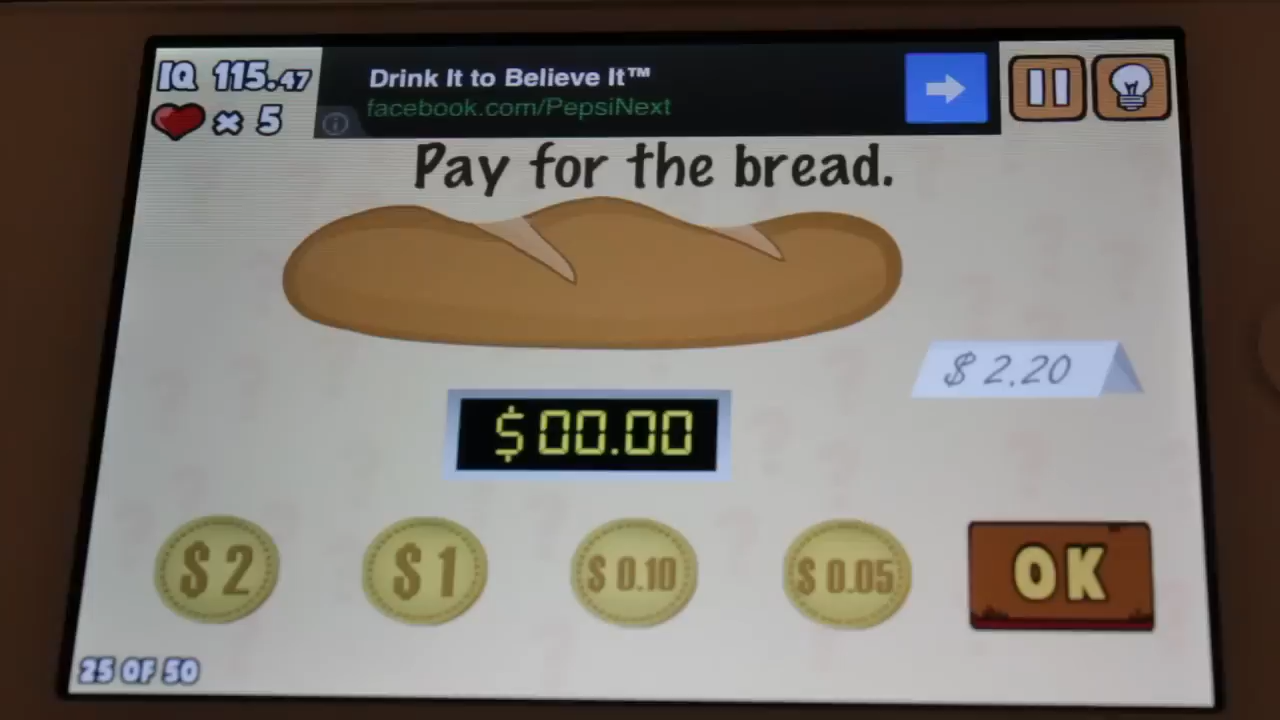 IQ 115.47
× 5
Drink It to Believe It™
facebook.com/PepsiNext
Pay for the bread.
$ 2.20
$00.00
$ 2
$ 1
$ 0.10
$ 0.05
OK
25 OF 50